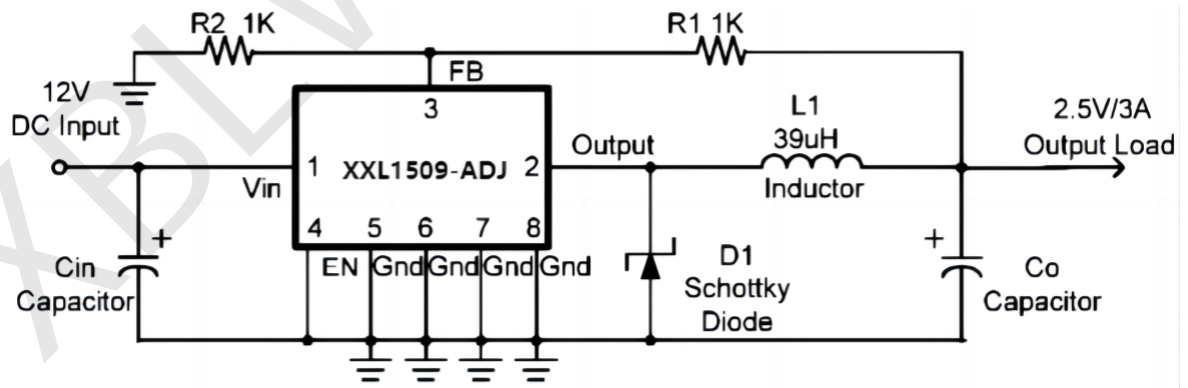 R2 1K
R1 1K
FB
12V
DC Input
3
L1
39uH
Inductor
2.5V/3A
Output Load
Output
Vin
1
XXL1509-ADJ
2
4
5
6
7
8
EN
Gnd
Gnd
Gnd
Gnd
+
Cin
Capacitor
D1
Schottky
Diode
+
Co
Capacitor
XBLW